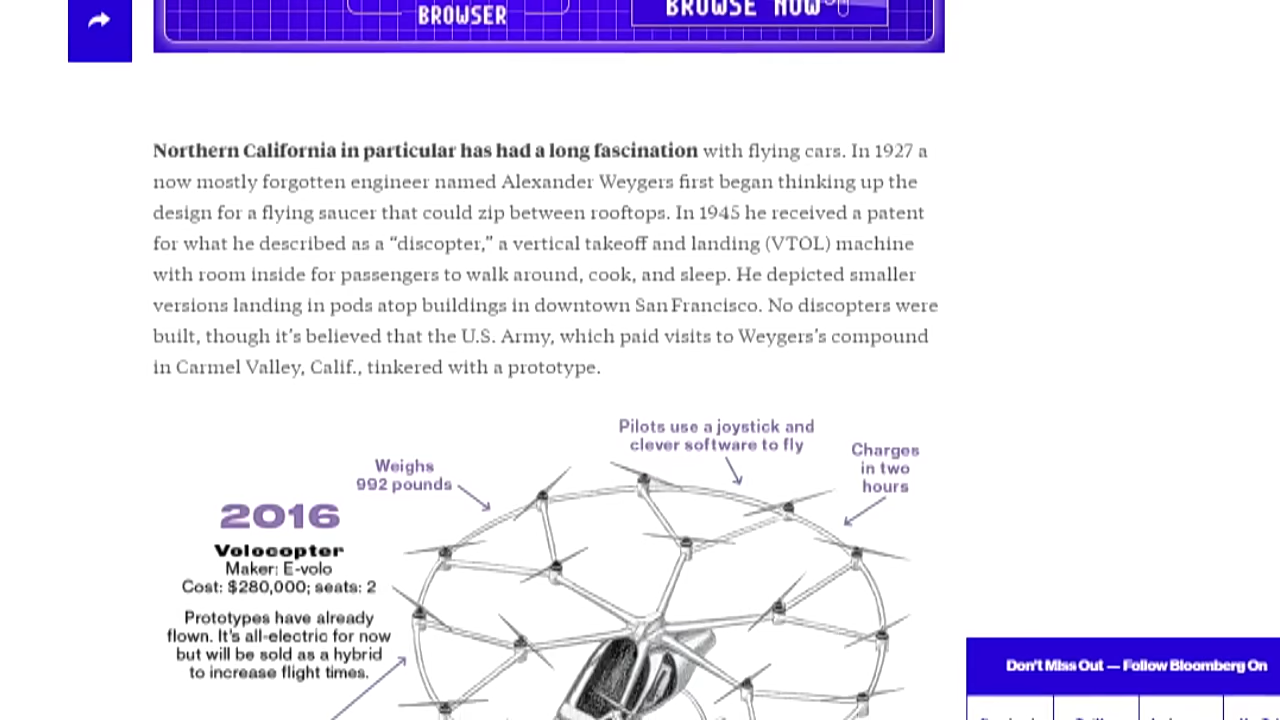 BROWSER
BROWSE NOW
Northern California in particular has had a long fascination with flying cars. In 1927 a
now mostly forgotten engineer named Alexander Weygers first began thinking up the
design for a flying saucer that could zip between rooftops. In 1945 he received a patent
for what he described as a “discopter,” a vertical takeoff and landing (VTOL) machine
with room inside for passengers to walk around, cook, and sleep. He depicted smaller
versions landing in pods atop buildings in downtown San Francisco. No discopters were
built, though it’s believed that the U.S. Army, which paid visits to Weygers’s compound
in Carmel Valley, Calif., tinkered with a prototype.
Pilots use a joystick and
clever software to fly
Charges
in two
hours
Weighs
992 pounds
2016
Volocopter
Maker: E-volo
Cost: $280,000; seats: 2
Prototypes have already
flown. It’s all-electric for now
but will be sold as a hybrid
to increase flight times.
Don't Miss Out — Follow Bloomberg On